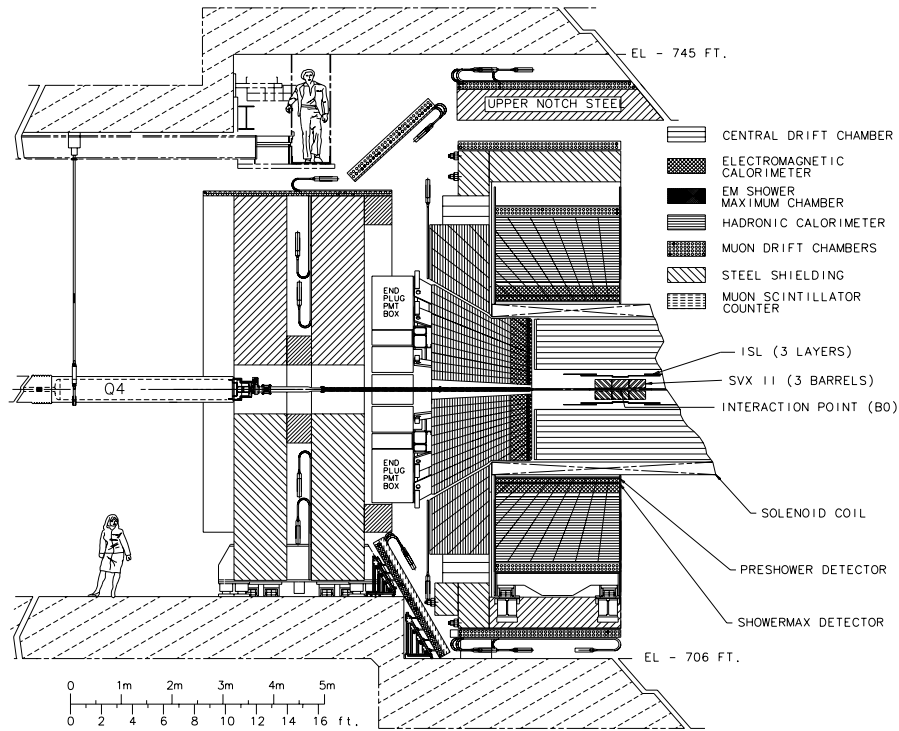 EL - 745 FT.
UPPER NOTCH STEEL
CENTRAL DRIFT CHAMBER
ELECTROMAGNETIC
CALORIMETER
EM SHOWER
MAXIMUM CHAMBER
HADRONIC CALORIMETER
MUON DRIFT CHAMBERS
STEEL SHIELDING
MUON SCINTILLATOR
COUNTER
END
PLUG
PMT
BOX
ISL (3 LAYERS)
Q4
SVX II (3 BARRELS)
INTERACTION POINT (B0)
END
PLUG
PMT
BOX
SOLENOID COIL
PRESHOWER DETECTOR
SHOWERMAX DETECTOR
EL - 706 FT.
0 1m 2m 3m 4m 5m
0 2 4 6 8 10 12 14 16 ft.